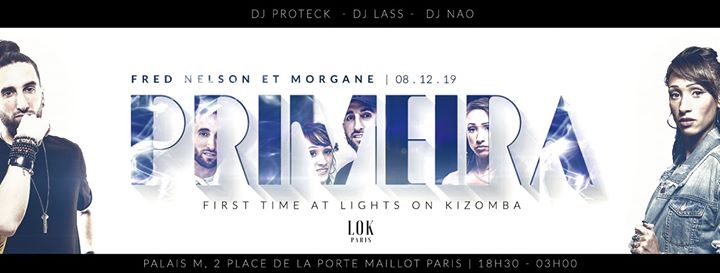 DJ PROTECK - DJ LASS - DJ NAO
FRED NELSON ET MORGANE | 08.12.19
PRIMEIRA
FIRST TIME AT LIGHTS ON KIZOMBA
LOK
PARIS
PALAIS M, 2 PLACE DE LA PORTE MAILLOT PARIS | 18H30 - 03H00